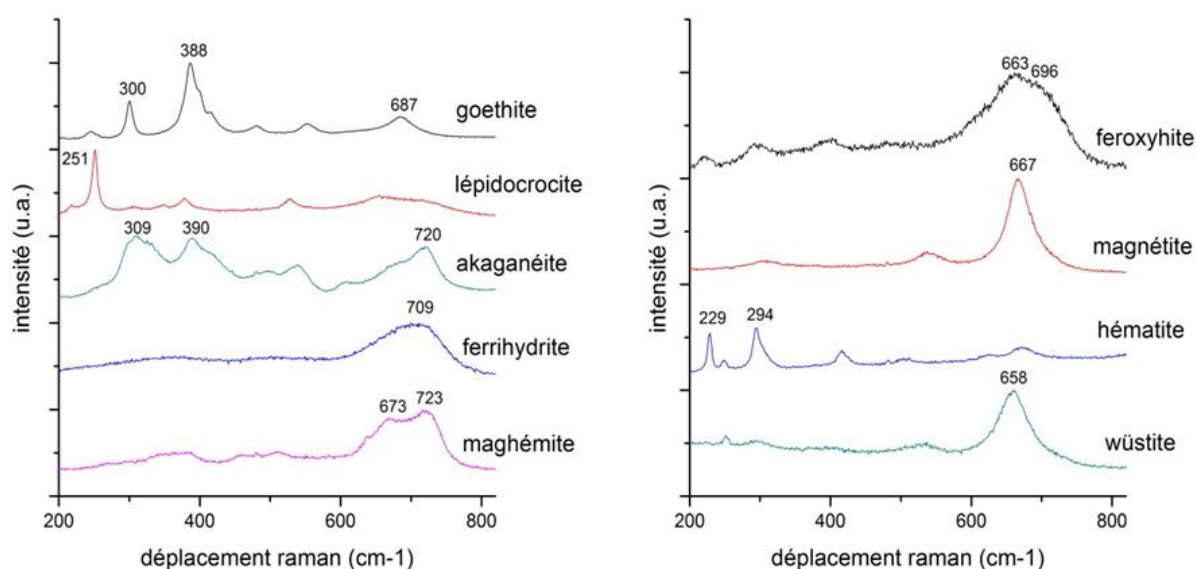 388
300
687
goethite
251
lépidocrocite
309
390
720
akaganéite
709
ferrihydrite
673
723
maghémite
intensité (u.a.)
200
400
600
800
déplacement raman (cm-1)
663
696
feroxyhite
667
magnétite
229
294
hématite
658
wüstite
intensité (u.a.)
200
400
600
800
déplacement raman (cm-1)